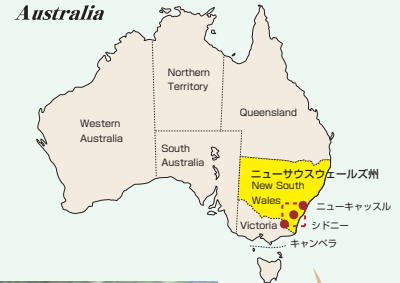 Australia
Northern
Territory
Queensland
Western
Australia
South
Australia
ニューサウスウェールズ州
New South
Wales
ニューキャッスル
Victoria
シドニー
キャンベラ